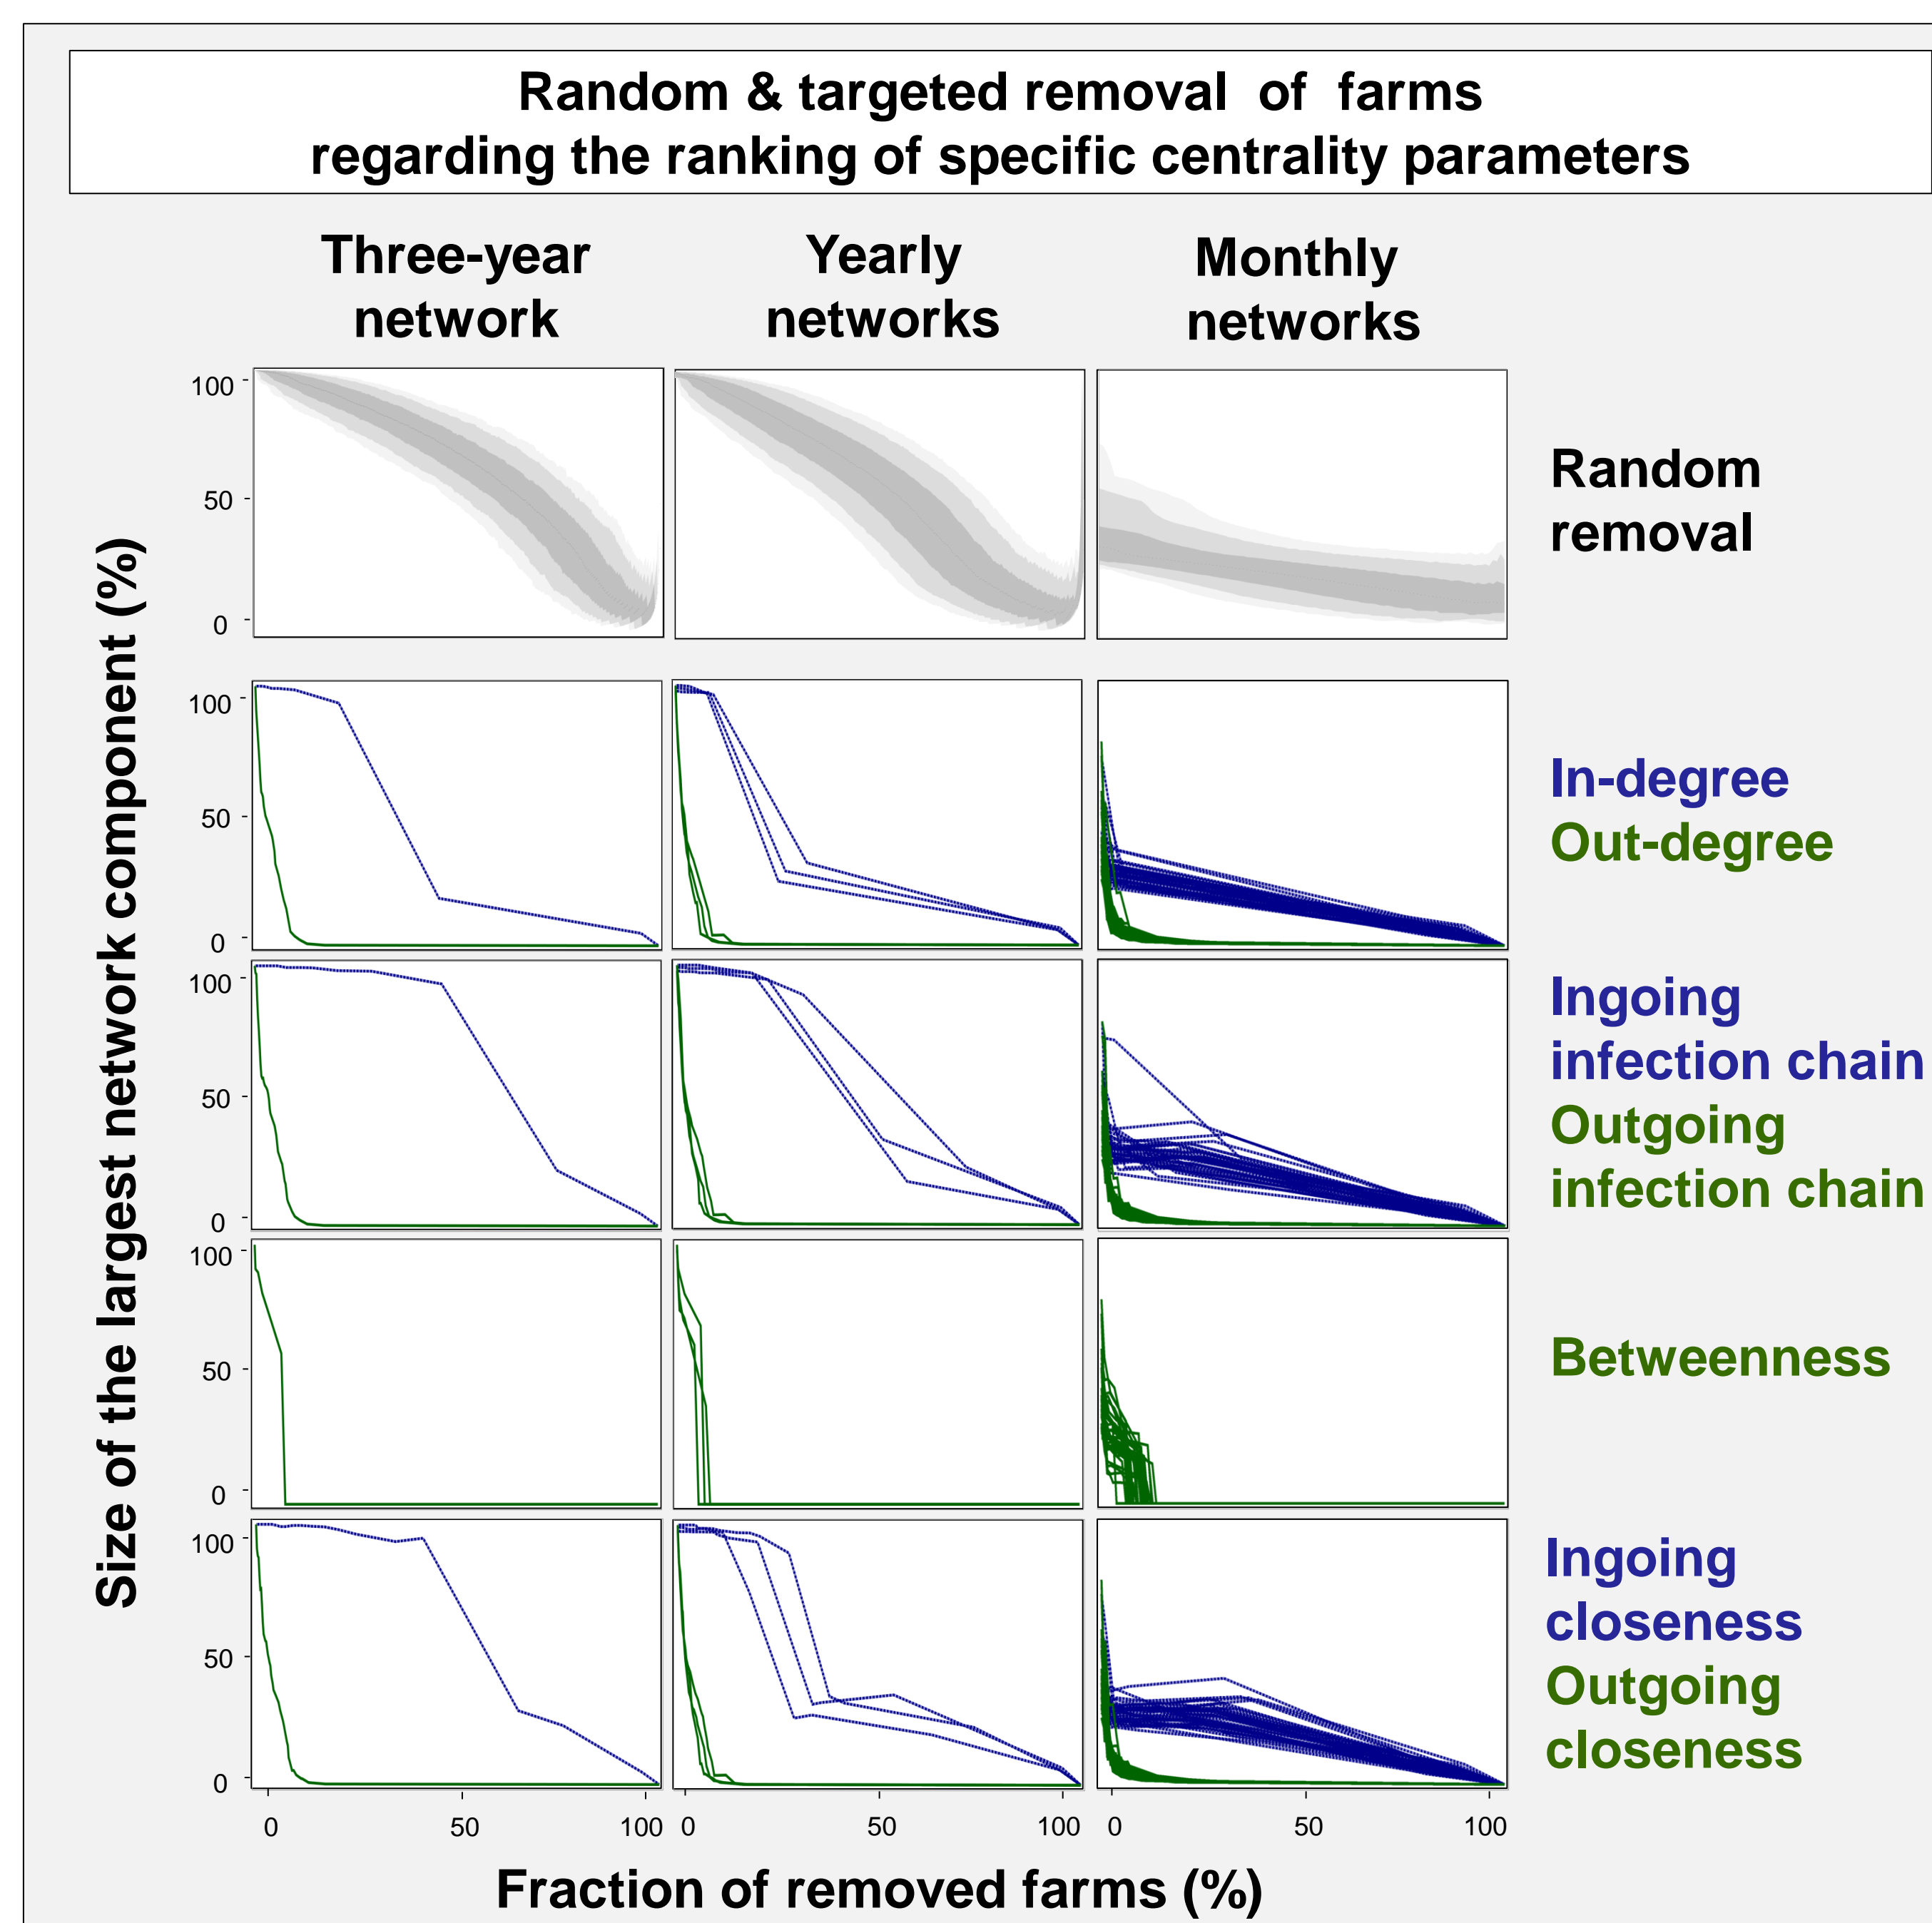 Random & targeted removal of farms
regarding the ranking of specific centrality parameters
Three-year
network
Yearly
networks
Monthly
networks
Size of the largest network component (%)
100
50
0
Random
removal
100
50
0
In-degree
Out-degree
100
50
0
Ingoing
infection chain
Outgoing
infection chain
100
50
0
Betweenness
100
50
0
Ingoing
closeness
Outgoing
closeness
0 50 100 0 50 100 0 50 100
Fraction of removed farms (%)